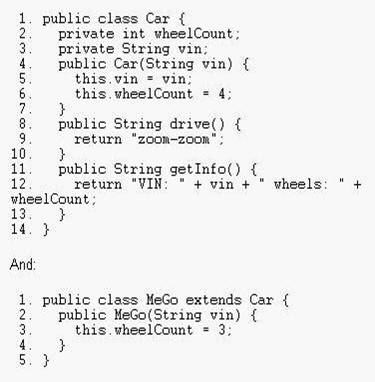 1. public class Car {
2. private int wheelCount;
3. private String vin;
4. public Car(String vin) {
5. this.vin = vin;
6. this.wheelCount = 4;
7. }
8. public String drive() {
9. return "zoom-zoom";
10. }
11. public String getInfo() {
12. return "VIN: " + vin + " wheels: " +
wheelCount;
13. }
14. }
And:
1. public class MeGo extends Car {
2. public MeGo(String vin) {
3. this.wheelCount = 3;
4. }
5. }